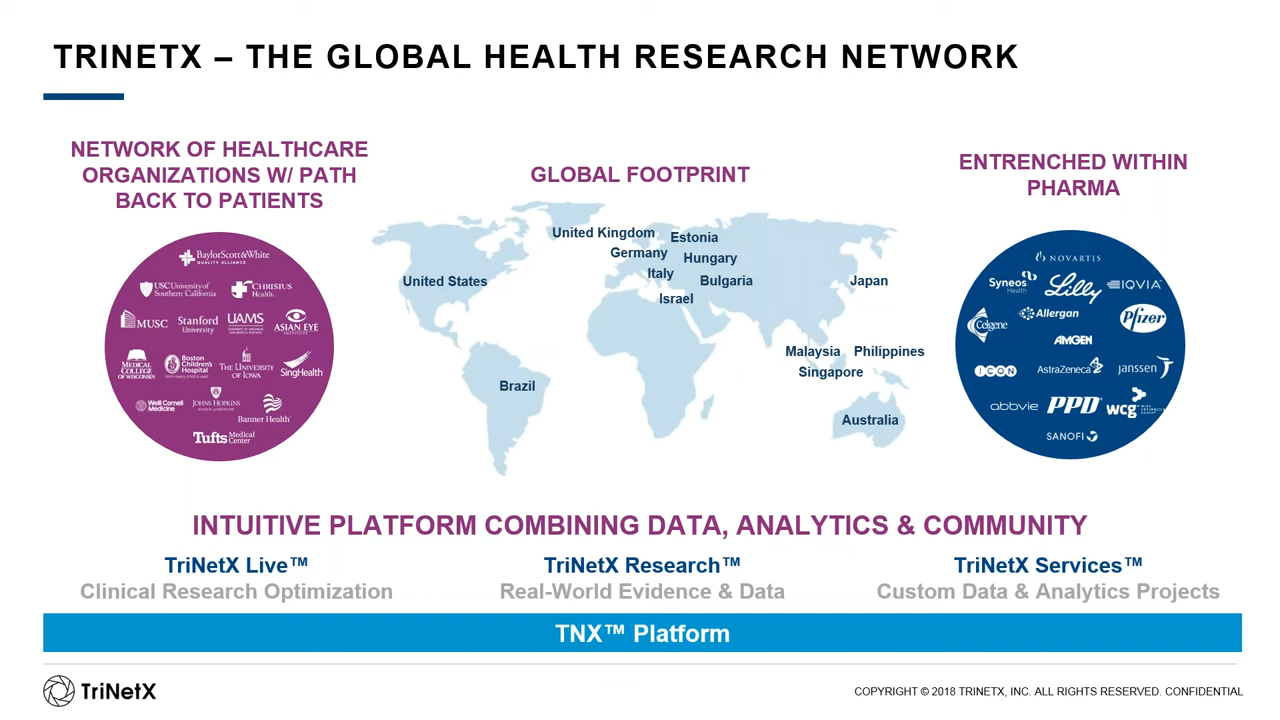 TRINETX – THE GLOBAL HEALTH RESEARCH NETWORK
NETWORK OF HEALTHCARE
ORGANIZATIONS W/ PATH
BACK TO PATIENTS
BaylorScott&White
QUALITY ALLIANCE
USC University of
Southern California
CHRISTUS
Health.
MUSC
Stanford
University
UAMS
ASIAN EYE
INSTITUTE
MEDICAL
COLLEGE
OF WISCONSIN
Boston
Children's
Hospital
THE UNIVERSITY
OF IOWA
SingHealth
Weill Cornell
Medicine
JOHNS HOPKINS
Banner Health
Tufts Medical
Center
GLOBAL FOOTPRINT
United Kingdom
Estonia
Germany
Hungary
Italy
Bulgaria
Israel
United States
Japan
Malaysia
Philippines
Singapore
Brazil
Australia
ENTRENCHED WITHIN
PHARMA
NOVARTIS
Syneos
Health
Lilly
IQVIA
Celgene
Allergan
Pfizer
AMGEN
ICON
AstraZeneca
janssen
abbvie
PPD
wcg
SANOFI
INTUITIVE PLATFORM COMBINING DATA, ANALYTICS & COMMUNITY
TriNetX Live™
Clinical Research Optimization
TriNetX Research™
Real-World Evidence & Data
TriNetX Services™
Custom Data & Analytics Projects
TNX™ Platform
TriNetX
COPYRIGHT © 2018 TRINETX, INC. ALL RIGHTS RESERVED. CONFIDENTIAL